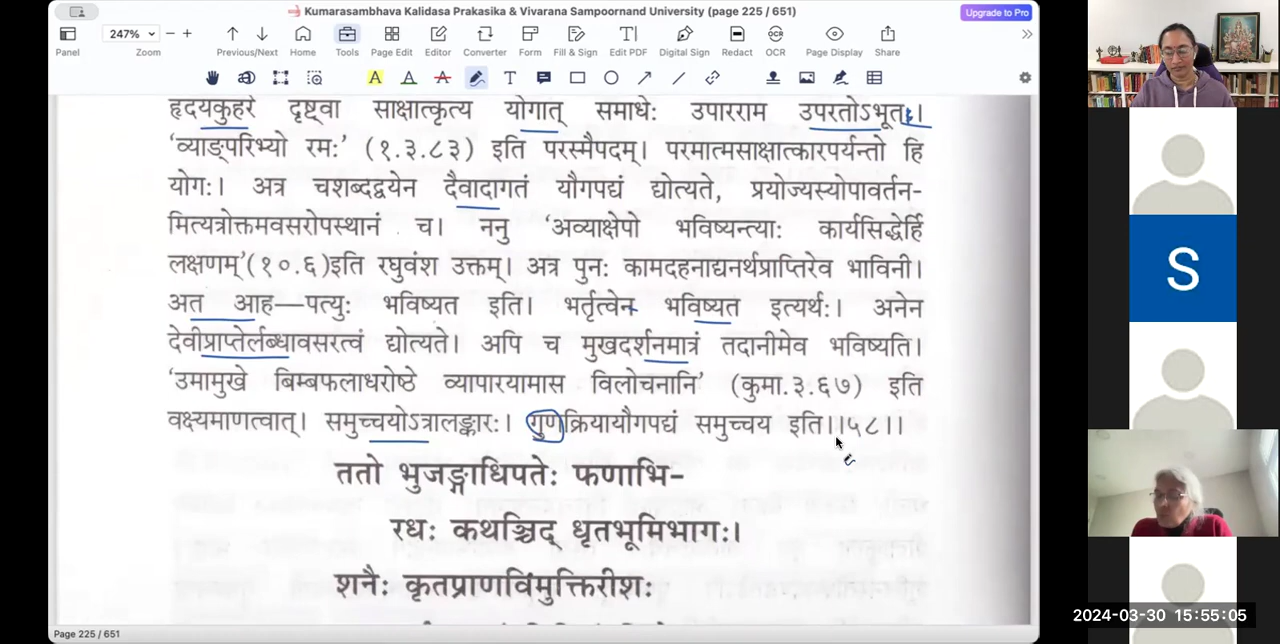 Kumarasambhava Kalidasa Prakasika & Vivarana Sampoornand University (page 225 / 651)
Upgrade to Pro
247%
Panel
Zoom
Previous/Next
Home
Tools
Page Edit
Editor
Converter
Form
Fill & Sign
Edit PDF
Digital Sign
Redact
OCR
Page Display
Share
हृदयकुहरे दृष्ट्वा साक्षात्कृत्य योगात् समाधेः उपारराम उपरतोऽभूत्।
‘व्याङ्परिभ्यो रमः’ (१.३.८३) इति परस्मैपदम्। परमात्मसाक्षात्कारपर्यन्तो हि
योगः। अत्र चशब्दद्वयेन दैवादागतं यौगपद्यं द्योत्यते, प्रयोज्यस्योपावर्तन-
मित्यत्रोक्तमवसरोपस्थानं च। ननु ‘अव्याक्षेपो भविष्यन्त्याः कार्यसिद्धेर्हि
लक्षणम्’(१०.६)इति रघुवंश उक्तम्। अत्र पुनः कामदहनाद्यनर्थप्राप्तिरेव भाविनी।
अत आह—पत्युः भविष्यत इति। भर्तृत्वेन भविष्यत इत्यर्थः। अनेन
देवीप्राप्तेर्लब्धावसरत्वं द्योत्यते। अपि च मुखदर्शनमात्रं तदानीमेव भविष्यति।
‘उमामुखे बिम्बफलाधरोष्ठे व्यापारयामास विलोचनानि’ (कुमा.३.६७) इति
वक्ष्यमाणत्वात्। समुच्चयोऽत्रालङ्कारः। गुणक्रियायौगपद्यं समुच्चय इति।।५८।।
ततो भुजङ्गाधिपतेः फणाभि-
रधः कथञ्चिद् धृतभूमिभागः।
शनैः कृतप्राणविमुक्तिरीशः
Page 225 / 651
S
2024-03-30 15:55:05